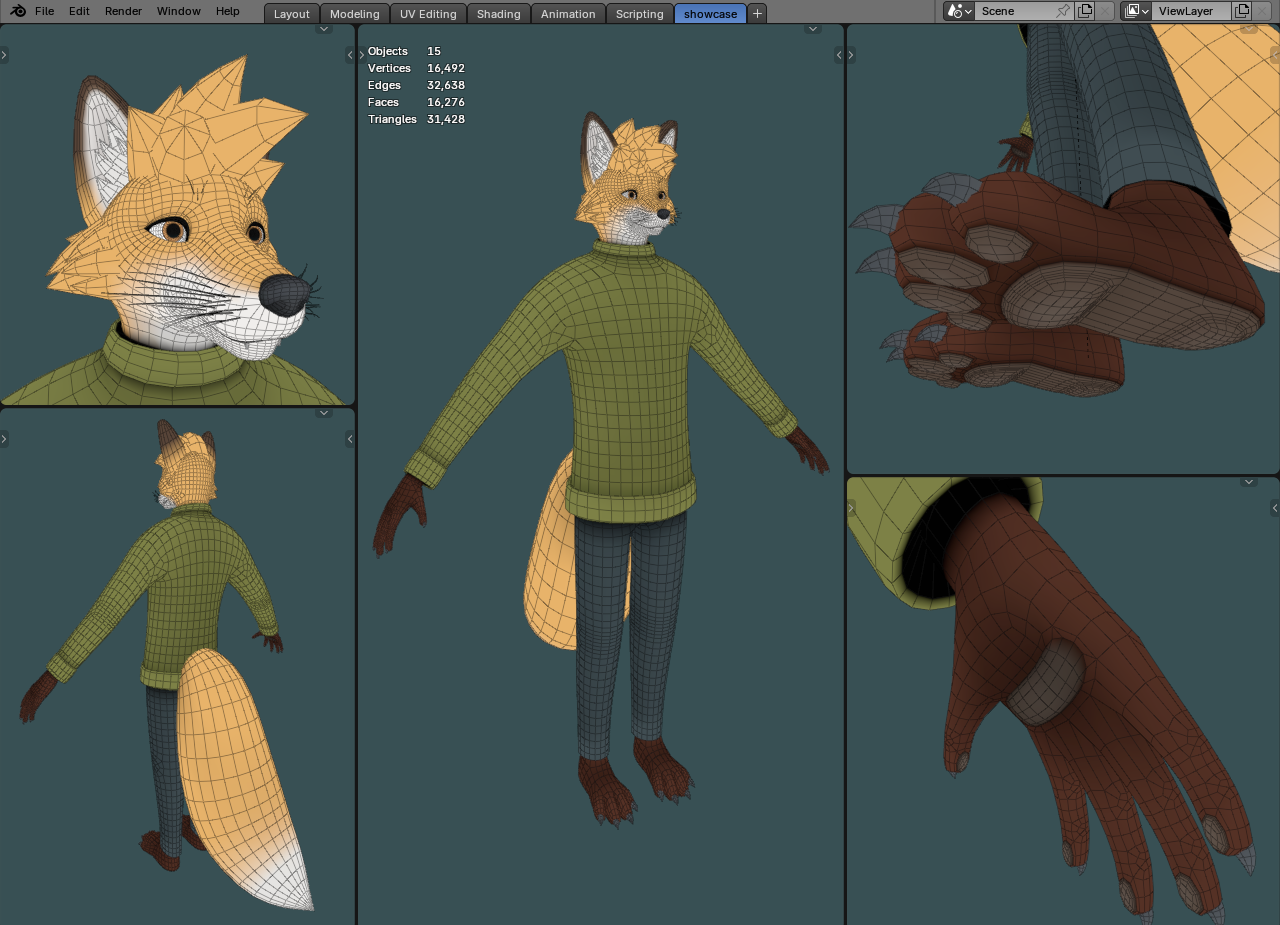 File Edit Render Window Help Layout Modeling UV Editing Shading Animation Scripting showcase + Scene ViewLayer
Objects 15
Vertices 16,492
Edges 32,638
Faces 16,276
Triangles 31,428